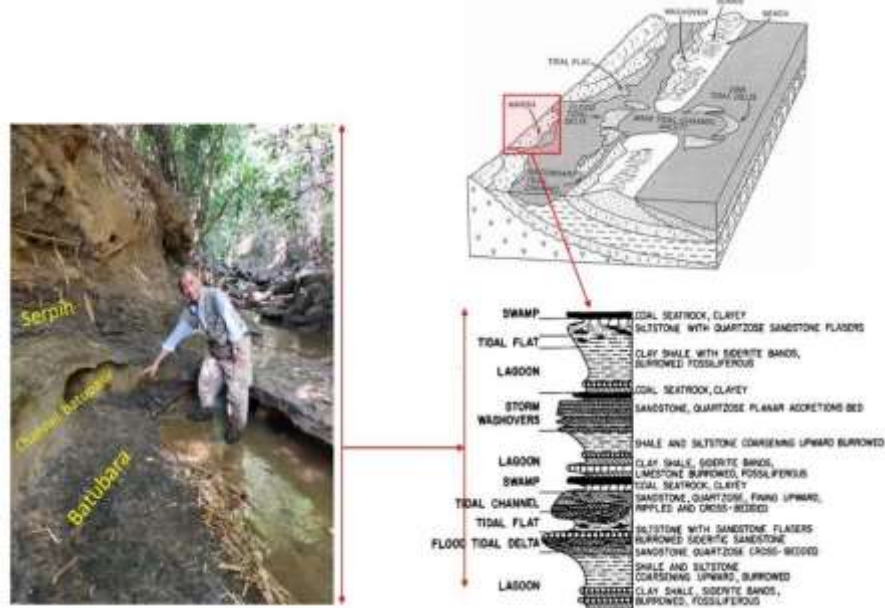 WASHOVER
BEACH
TIDAL FLAT
TIDAL DELTA
MARSH
Serpih
Channel Batubara
Batubara
SWAMP
COAL SEATROCK, CLAYEY
SILTSTONE WITH QUARTZOSE SANDSTONE FLASERS
TIDAL FLAT
LAGOON
CLAY SHALE WITH SIDERITE BANDS,
BURROWED FOSSILIFEROUS
COAL SEATROCK, CLAYEY
STORM
WASHOVERS
SANDSTONE, QUARTZOSE PLANAR ACCRETIONS BED
SHALE AND SILTSTONE COARSENING UPWARD BURROWED
LAGOON
CLAY SHALE, SIDERITE BANDS,
LIMESTONE BURROWED, FOSSILIFEROUS
SWAMP
COAL SEATROCK, CLAYEY
TIDAL CHANNEL
SANDSTONE, QUARTZOSE, FINING UPWARD,
RIPPLED AND CROSS-BEDDED
TIDAL FLAT
SILTSTONE WITH SANDSTONE FLASERS
FLOOD TIDAL DELTA
BURROWED SIDERITIC SANDSTONE
SANDSTONE QUARTZOSE CROSS-BEDDED
LAGOON
SHALE AND SILTSTONE
COARSENING UPWARD, BURROWED
CLAY SHALE, SIDERITE BANDS,
BURROWED, FOSSILIFEROUS